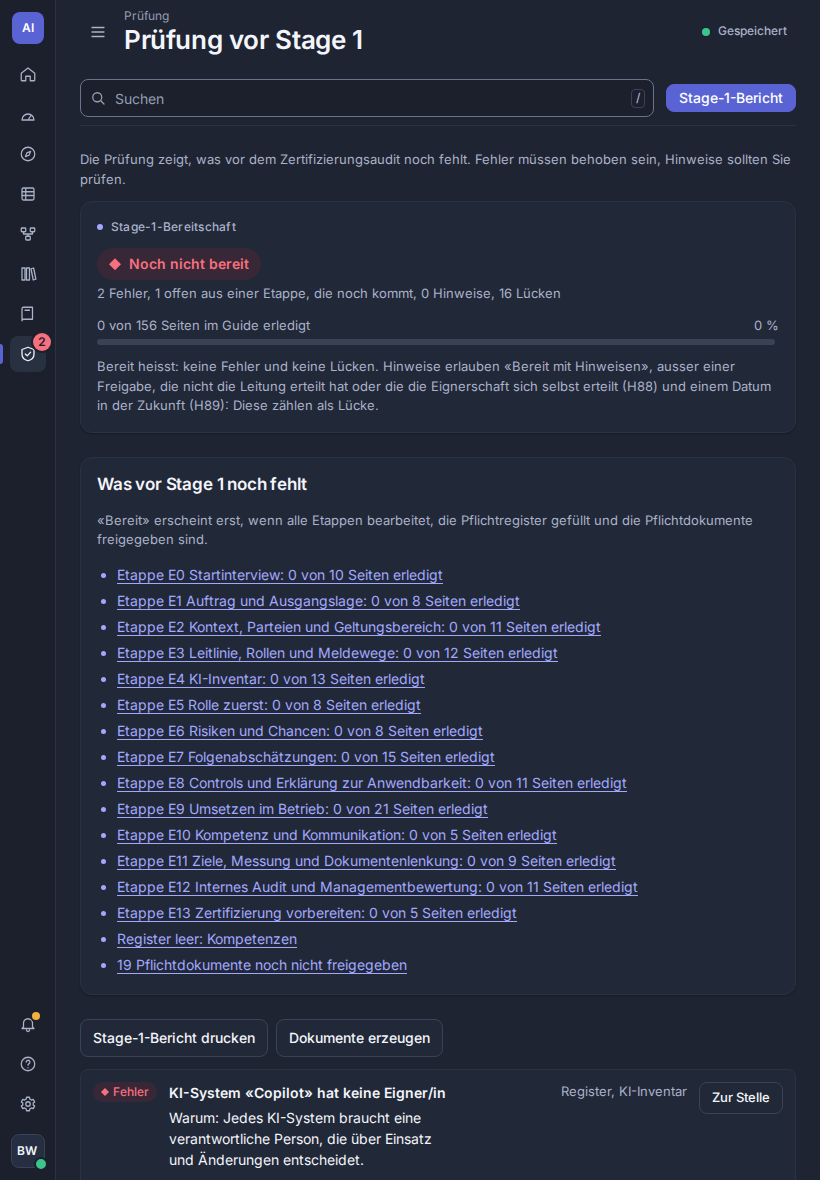 AI
Prüfung
Prüfung vor Stage 1
Gespeichert
Suchen
/
Stage-1-Bericht
Die Prüfung zeigt, was vor dem Zertifizierungsaudit noch fehlt. Fehler müssen behoben sein, Hinweise sollten Sie
prüfen.
Stage-1-Bereitschaft
Noch nicht bereit
2 Fehler, 1 offen aus einer Etappe, die noch kommt, 0 Hinweise, 16 Lücken
0 von 156 Seiten im Guide erledigt
0 %
Bereit heisst: keine Fehler und keine Lücken. Hinweise erlauben «Bereit mit Hinweisen», ausser einer
Freigabe, die nicht die Leitung erteilt hat oder die die Eignerschaft sich selbst erteilt (H88) und einem Datum
in der Zukunft (H89): Diese zählen als Lücke.
2
Was vor Stage 1 noch fehlt
«Bereit» erscheint erst, wenn alle Etappen bearbeitet, die Pflichtregister gefüllt und die Pflichtdokumente
freigegeben sind.
Etappe E0 Startinterview: 0 von 10 Seiten erledigt
Etappe E1 Auftrag und Ausgangslage: 0 von 8 Seiten erledigt
Etappe E2 Kontext, Parteien und Geltungsbereich: 0 von 11 Seiten erledigt
Etappe E3 Leitlinie, Rollen und Meldewege: 0 von 12 Seiten erledigt
Etappe E4 KI-Inventar: 0 von 13 Seiten erledigt
Etappe E5 Rolle zuerst: 0 von 8 Seiten erledigt
Etappe E6 Risiken und Chancen: 0 von 8 Seiten erledigt
Etappe E7 Folgenabschätzungen: 0 von 15 Seiten erledigt
Etappe E8 Controls und Erklärung zur Anwendbarkeit: 0 von 11 Seiten erledigt
Etappe E9 Umsetzen im Betrieb: 0 von 21 Seiten erledigt
Etappe E10 Kompetenz und Kommunikation: 0 von 5 Seiten erledigt
Etappe E11 Ziele, Messung und Dokumentenlenkung: 0 von 9 Seiten erledigt
Etappe E12 Internes Audit und Managementbewertung: 0 von 11 Seiten erledigt
Etappe E13 Zertifizierung vorbereiten: 0 von 5 Seiten erledigt
Register leer: Kompetenzen
19 Pflichtdokumente noch nicht freigegeben
Stage-1-Bericht drucken
Dokumente erzeugen
Fehler
KI-System «Copilot» hat keine Eigner/in
Register, KI-Inventar
Zur Stelle
Warum: Jedes KI-System braucht eine
verantwortliche Person, die über Einsatz
und Änderungen entscheidet.
BW